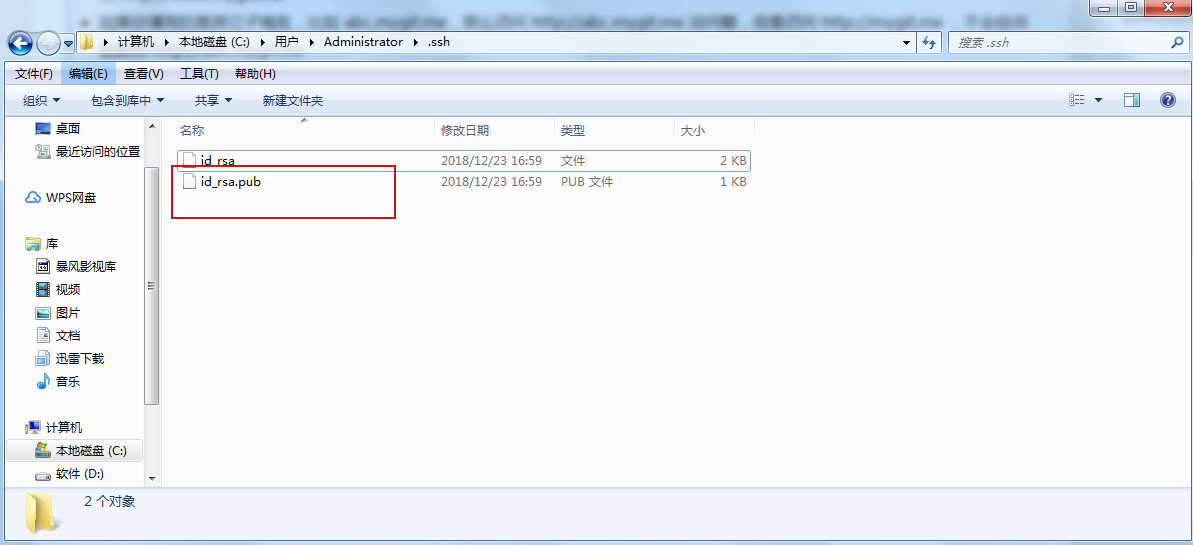 计算机 本地磁盘 (C:) 用户 Administrator .ssh 搜索 .ssh
文件(F) 编辑(E) 查看(V) 工具(T) 帮助(H)
组织 包含到库中 共享 新建文件夹
名称 修改日期 类型 大小
id_rsa 2018/12/23 16:59 文件 2 KB
id_rsa.pub 2018/12/23 16:59 PUB 文件 1 KB
桌面
最近访问的位置
WPS网盘
库
暴风影视库
视频
图片
文档
迅雷下载
音乐
计算机
本地磁盘 (C:)
软件 (D:)
2 个对象